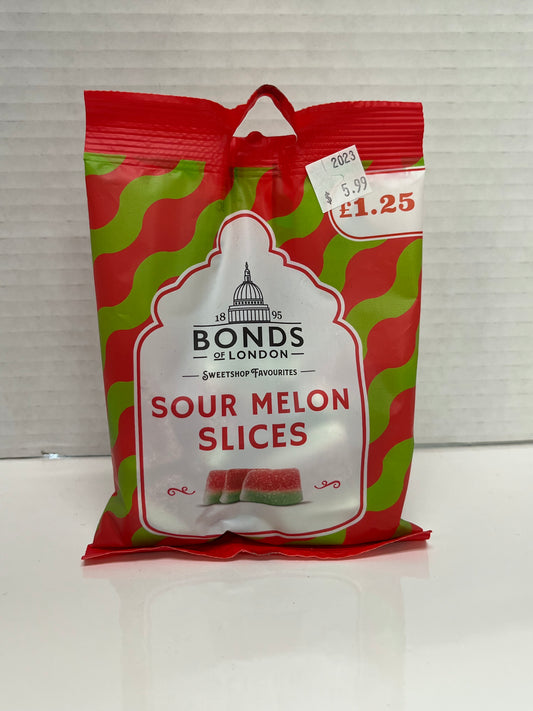 2023
$ 5.99
£1.25
18 95
BONDS
OF LONDON
SWEETSHOP FAVOURITES
SOUR MELON
SLICES